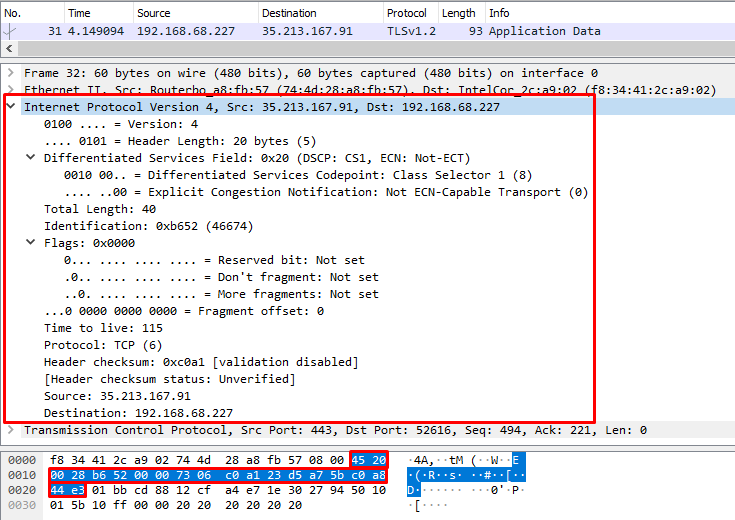 No. Time Source Destination Protocol Length Info
31 4.149094 192.168.68.227 35.213.167.91 TLSv1.2 93 Application Data
Frame 32: 60 bytes on wire (480 bits), 60 bytes captured (480 bits) on interface 0
Ethernet II, Src: Routerbo_a8:fb:57 (74:4d:28:a8:fb:57), Dst: IntelCor_2c:a9:02 (f8:34:41:2c:a9:02)
Internet Protocol Version 4, Src: 35.213.167.91, Dst: 192.168.68.227
0100 .... = Version: 4
.... 0101 = Header Length: 20 bytes (5)
Differentiated Services Field: 0x20 (DSCP: CS1, ECN: Not-ECT)
0010 00.. = Differentiated Services Codepoint: Class Selector 1 (8)
.... ..00 = Explicit Congestion Notification: Not ECN-Capable Transport (0)
Total Length: 40
Identification: 0xb652 (46674)
Flags: 0x0000
0... .... .... .... = Reserved bit: Not set
.0.. .... .... .... = Don't fragment: Not set
..0. .... .... .... = More fragments: Not set
...0 0000 0000 0000 = Fragment offset: 0
Time to live: 115
Protocol: TCP (6)
Header checksum: 0xc0a1 [validation disabled]
[Header checksum status: Unverified]
Source: 35.213.167.91
Destination: 192.168.68.227
Transmission Control Protocol, Src Port: 443, Dst Port: 52616, Seq: 494, Ack: 221, Len: 0
0000 f8 34 41 2c a9 02 74 4d 28 a8 fb 57 08 00 45 20 ·4A,··tM (··W··E
0010 00 28 b6 52 00 00 73 06 c0 a1 23 d5 a7 5b c0 a8 ·(·R··s· ··#··[··
0020 44 e3 01 bb cd 88 12 cf a4 e7 1e 30 27 94 50 10 D······· ···0'·P·
0030 01 5b 10 ff 00 00 20 20 20 20 20 20 ·[····